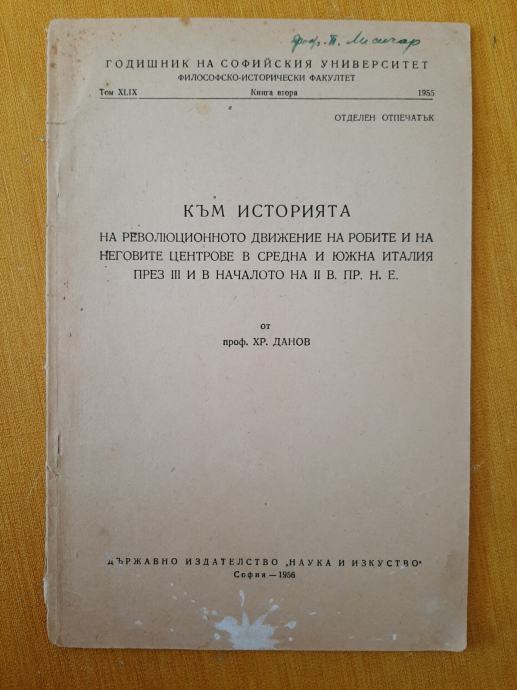 проф. П. Лисичар
ГОДИШНИК НА СОФИЙСКИЯ УНИВЕРСИТЕТ
ФИЛОСОФСКО-ИСТОРИЧЕСКИ ФАКУЛТЕТ
Том XLIX Книга втора 1955
ОТДЕЛЕН ОТПЕЧАТЪК
КЪМ ИСТОРИЯТА
НА РЕВОЛЮЦИОННОТО ДВИЖЕНИЕ НА РОБИТЕ И НА
НЕГОВИТЕ ЦЕНТРОВЕ В СРЕДНА И ЮЖНА ИТАЛИЯ
ПРЕЗ III И В НАЧАЛОТО НА II В. ПР. Н. Е.
от
проф. ХР. ДАНОВ
ДЪРЖАВНО ИЗДАТЕЛСТВО „НАУКА И ИЗКУСТВО"
София — 1956